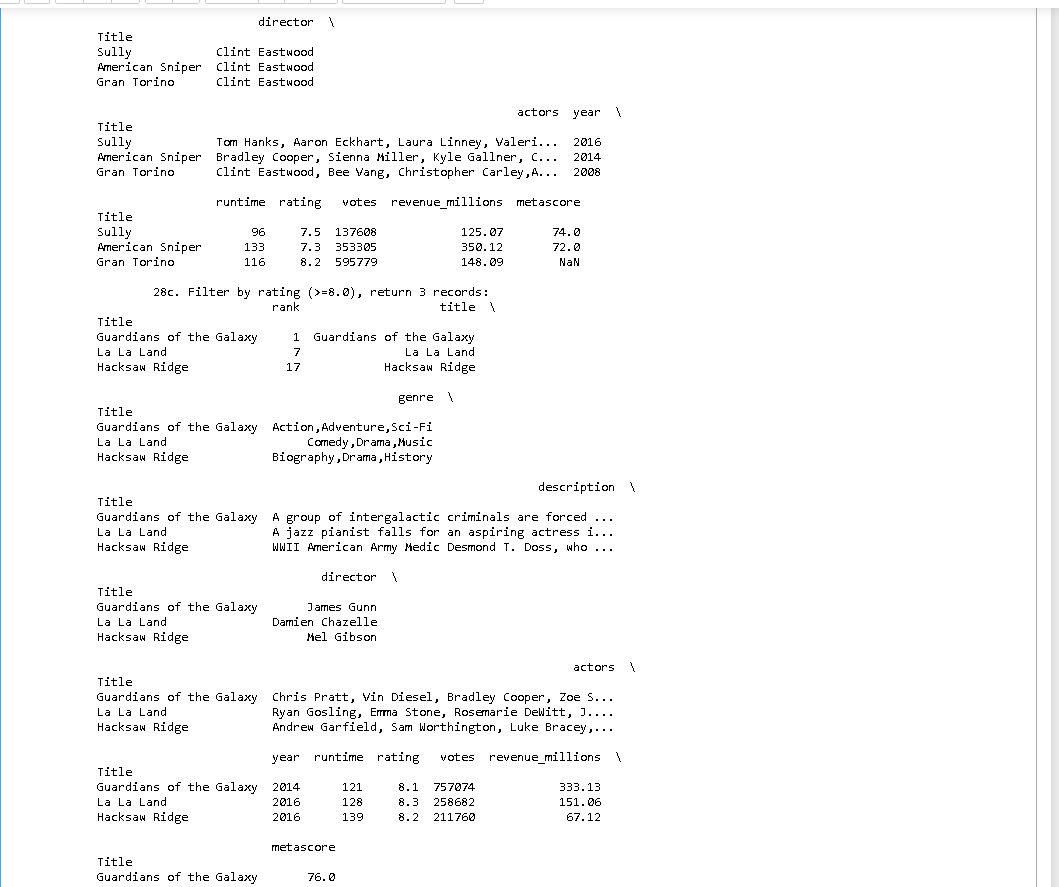 director \
Title
Sully Clint Eastwood
American Sniper Clint Eastwood
Gran Torino Clint Eastwood
actors year \
Title
Sully Tom Hanks, Aaron Eckhart, Laura Linney, Valeri... 2016
American Sniper Bradley Cooper, Sienna Miller, Kyle Gallner, C... 2014
Gran Torino Clint Eastwood, Bee Vang, Christopher Carley,A... 2008
runtime rating votes revenue_millions metascore
Title
Sully 96 7.5 137608 125.07 74.0
American Sniper 133 7.3 353305 350.12 72.0
Gran Torino 116 8.2 595779 148.09 NaN
28c. Filter by rating (>=8.0), return 3 records:
rank title \
Title
Guardians of the Galaxy 1 Guardians of the Galaxy
La La Land 7 La La Land
Hacksaw Ridge 17 Hacksaw Ridge
genre \
Title
Guardians of the Galaxy Action,Adventure,Sci-Fi
La La Land Comedy,Drama,Music
Hacksaw Ridge Biography,Drama,History
description \
Title
Guardians of the Galaxy A group of intergalactic criminals are forced ...
La La Land A jazz pianist falls for an aspiring actress i...
Hacksaw Ridge WWII American Army Medic Desmond T. Doss, who ...
director \
Title
Guardians of the Galaxy James Gunn
La La Land Damien Chazelle
Hacksaw Ridge Mel Gibson
actors \
Title
Guardians of the Galaxy Chris Pratt, Vin Diesel, Bradley Cooper, Zoe S...
La La Land Ryan Gosling, Emma Stone, Rosemarie DeWitt, J....
Hacksaw Ridge Andrew Garfield, Sam Worthington, Luke Bracey,...
year runtime rating votes revenue_millions \
Title
Guardians of the Galaxy 2014 121 8.1 757074 333.13
La La Land 2016 128 8.3 258682 151.06
Hacksaw Ridge 2016 139 8.2 211760 67.12
metascore
Title
Guardians of the Galaxy 76.0